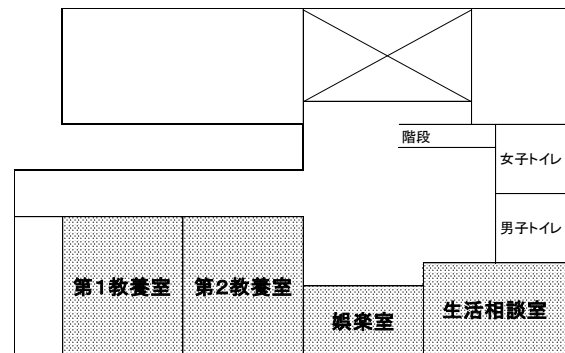 階段
女子トイレ
男子トイレ
第1教養室
第2教養室
娯楽室
生活相談室